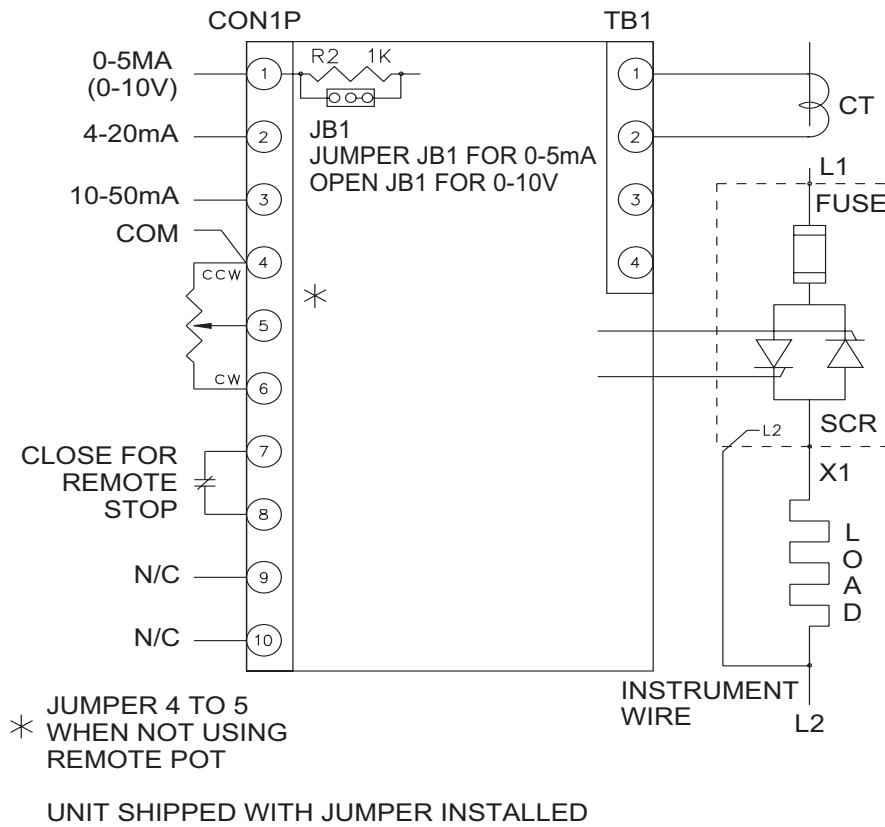 CON1P
TB1
0-5MA
(0-10V)
1
R2 1K
1
CT
4-20mA
2
JB1
JUMPER JB1 FOR 0-5mA
OPEN JB1 FOR 0-10V
2
10-50mA
3
3
L1
FUSE
COM
4
CCW
4
5
6
CW
SCR
L2
X1
CLOSE FOR
REMOTE
STOP
7
8
LOAD
N/C
9
N/C
10
INSTRUMENT
WIRE
L2
* JUMPER 4 TO 5
WHEN NOT USING
REMOTE POT
*
UNIT SHIPPED WITH JUMPER INSTALLED